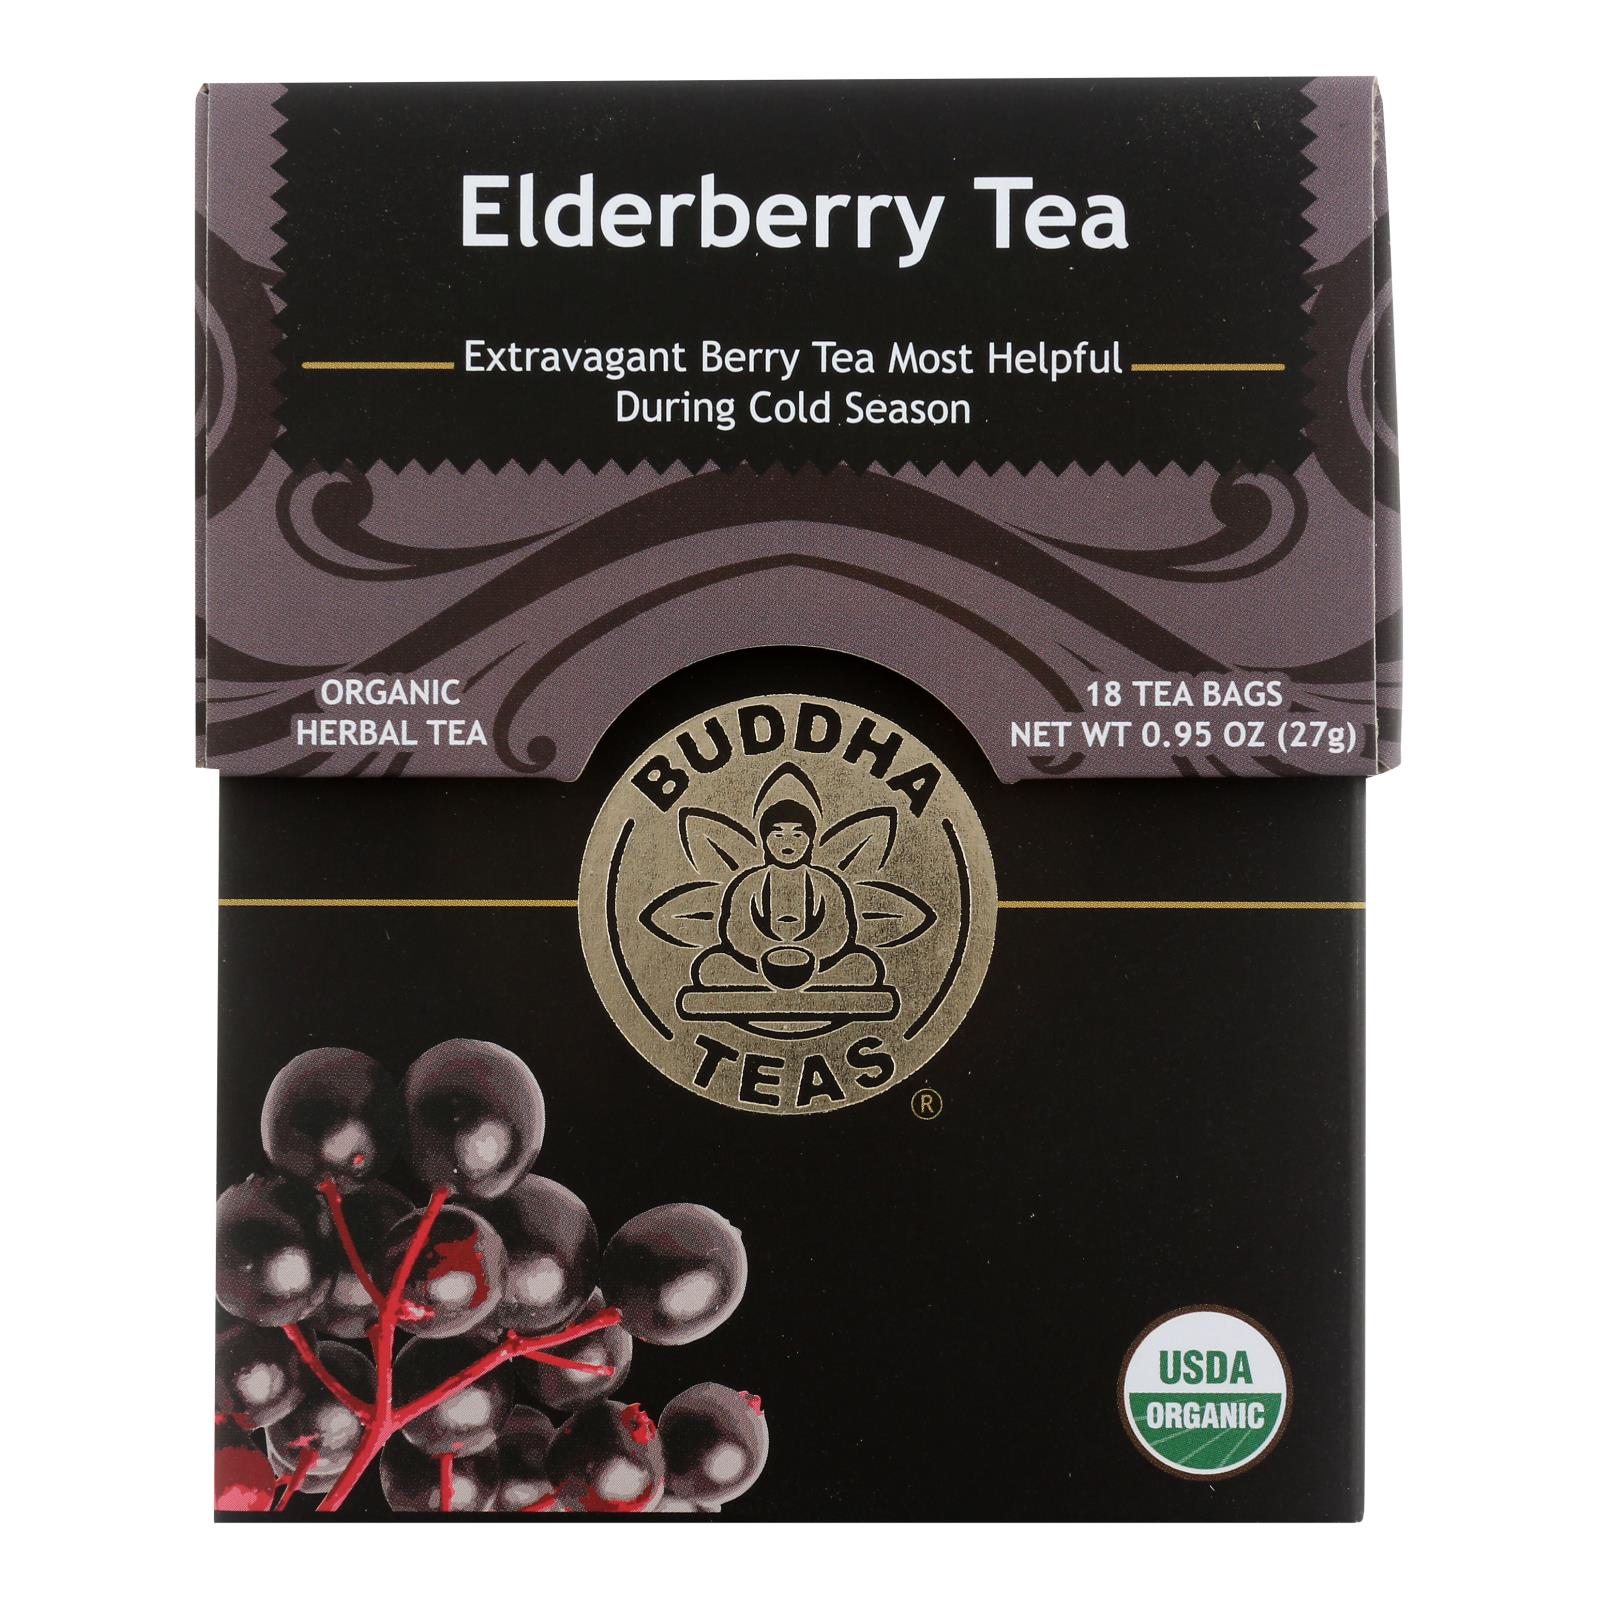 Elderberry Tea
Extravagant Berry Tea Most Helpful
During Cold Season
ORGANIC
HERBAL TEA
18 TEA BAGS
NET WT 0.95 OZ (27g)
BUDDHA
TEAS
®
USDA
ORGANIC